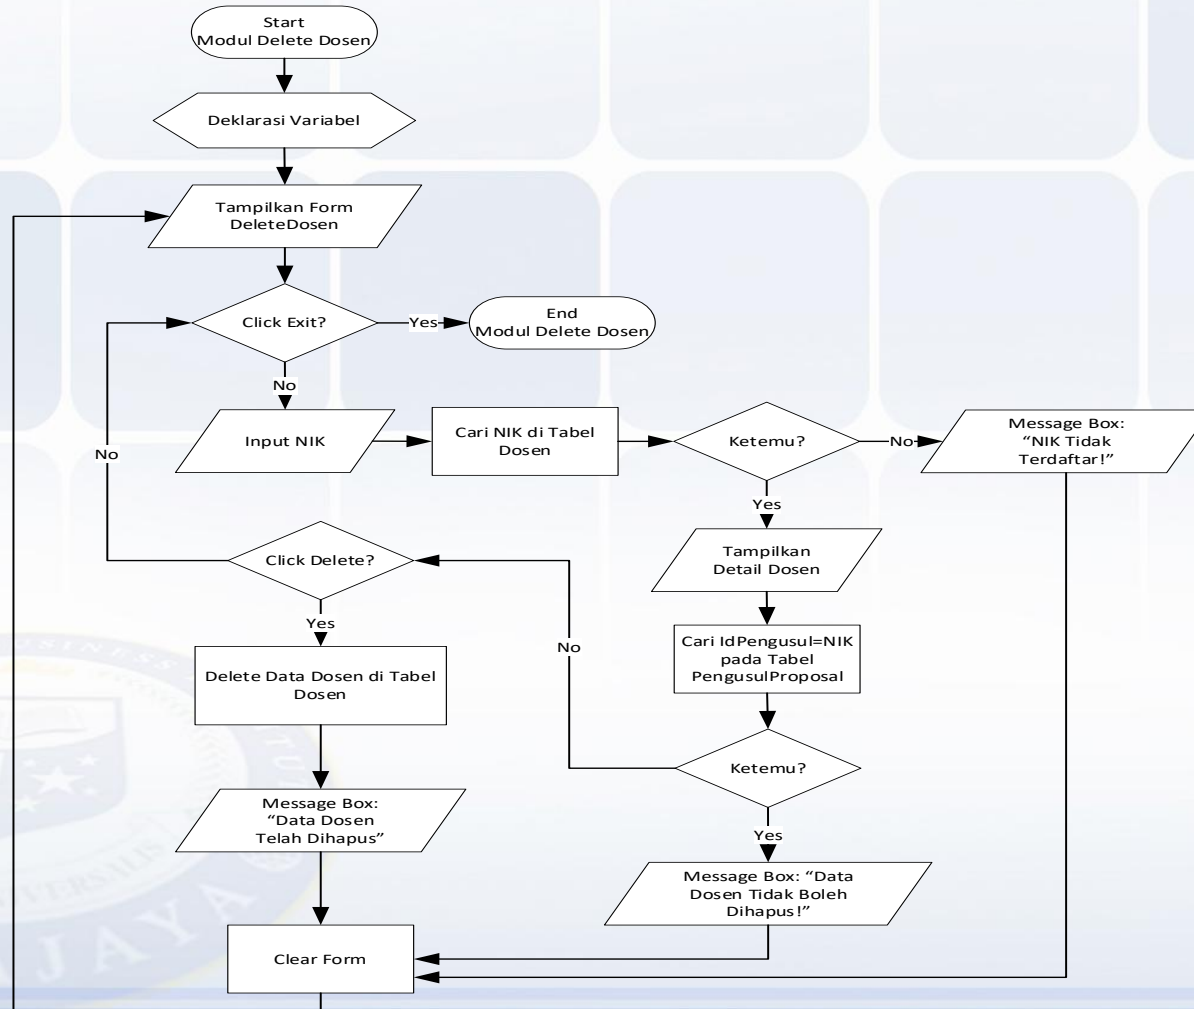 Start
Modul Delete Dosen
Deklarasi Variabel
Tampilkan Form
DeleteDosen
Click Exit?
Yes
End
Modul Delete Dosen
No
Input NIK
Cari NIK di Tabel
Dosen
Ketemu?
No
Message Box:
“NIK Tidak
Terdaftar!”
Yes
Tampilkan
Detail Dosen
Cari IdPengusul=NIK
pada Tabel
PengusulProposal
Ketemu?
No
Yes
Message Box: “Data
Dosen Tidak Boleh
Dihapus!”
Click Delete?
No
Yes
Delete Data Dosen di Tabel
Dosen
Message Box:
“Data Dosen
Telah Dihapus”
Clear Form
JAYA